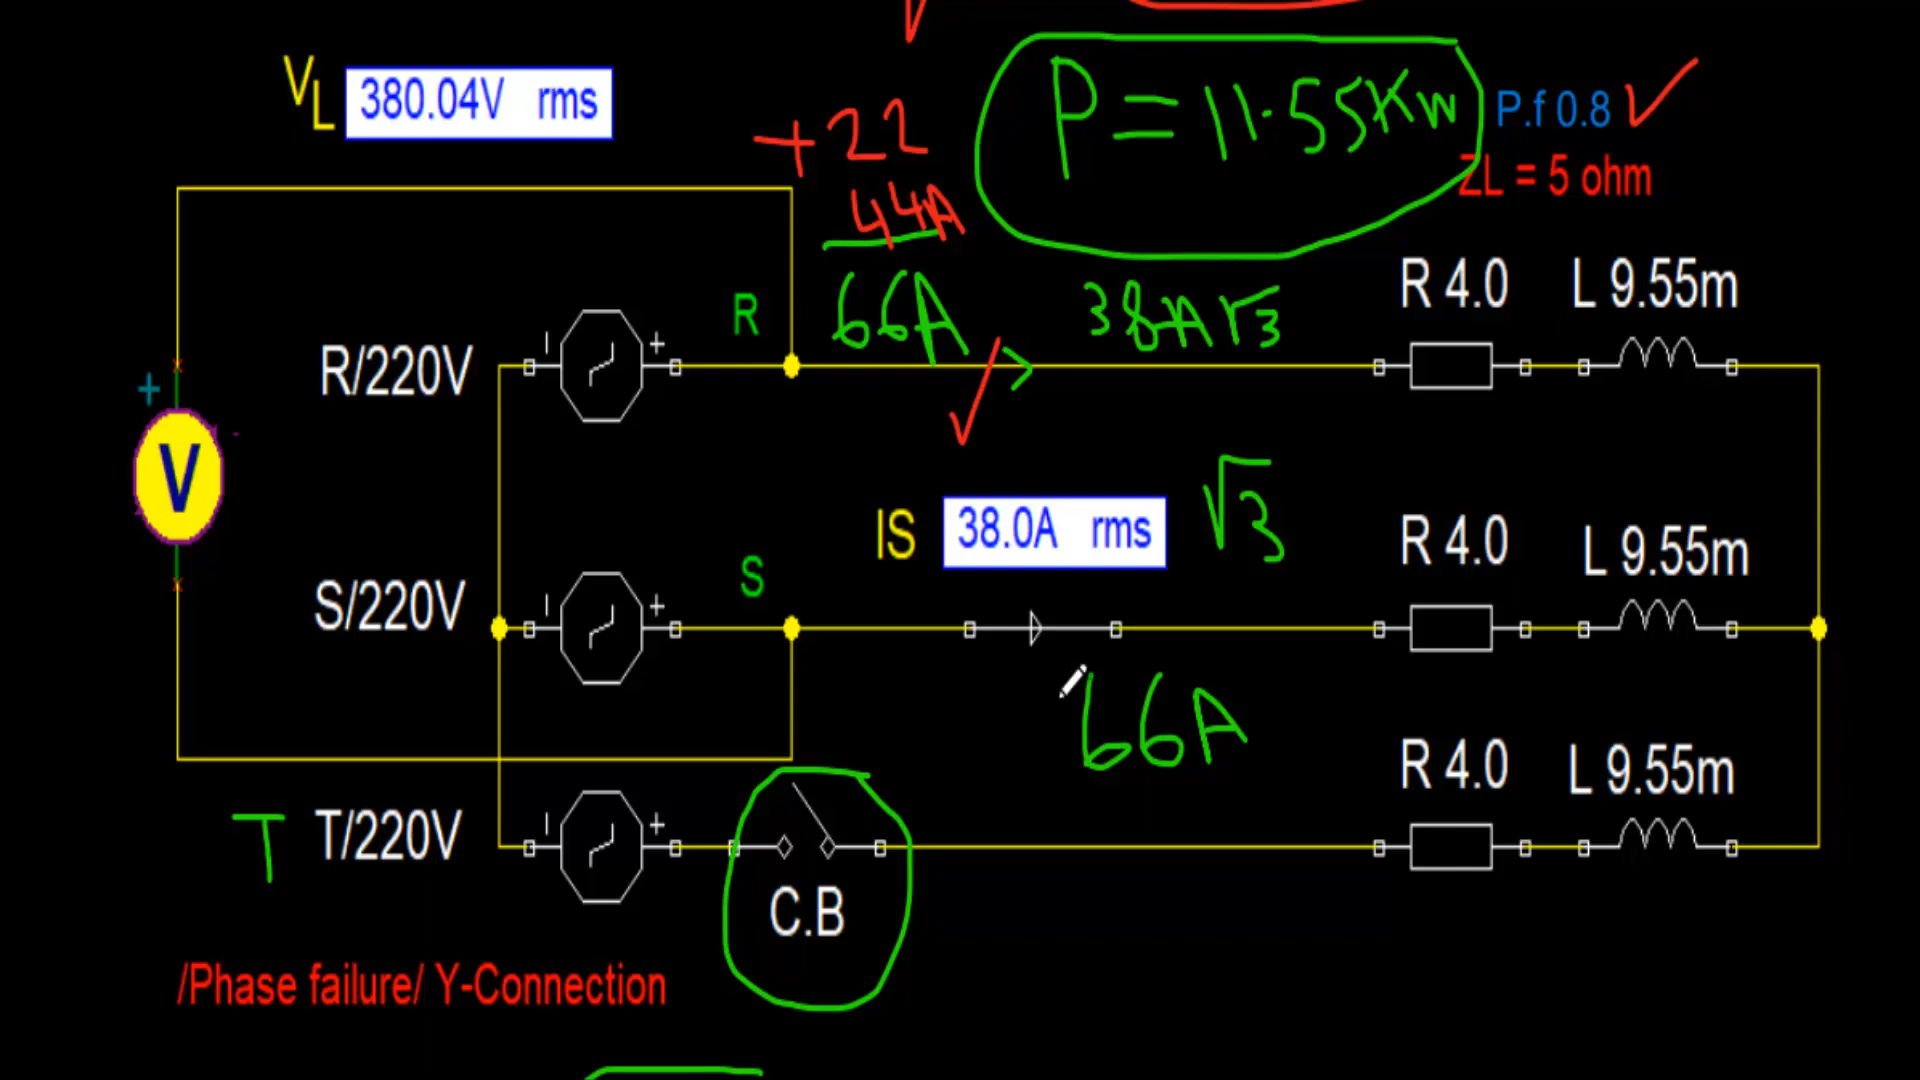 VL 380.04V rms
+22
44A
P = 11.55Kw
P.f 0.8
ZL = 5 ohm
R 4.0 L 9.55m
R
66A
38A√3
R/220V
+
V
IS 38.0A rms
√3
R 4.0 L 9.55m
S
S/220V
66A
R 4.0 L 9.55m
T
T/220V
C.B
/Phase failure/ Y-Connection